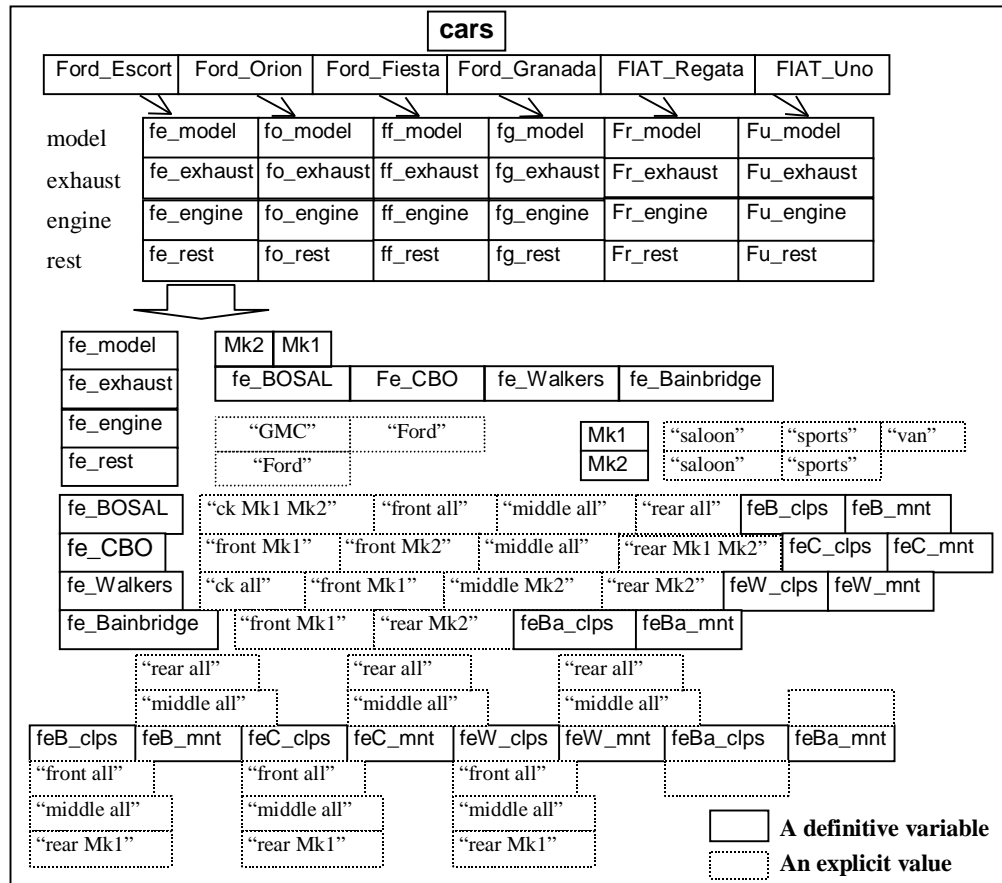 cars
Ford_Escort Ford_Orion Ford_Fiesta Ford_Granada FIAT_Regata FIAT_Uno
model fe_model fo_model ff_model fg_model Fr_model Fu_model
exhaust fe_exhaust fo_exhaust ff_exhaust fg_exhaust Fr_exhaust Fu_exhaust
engine fe_engine fo_engine ff_engine fg_engine Fr_engine Fu_engine
rest fe_rest fo_rest ff_rest fg_rest Fr_rest Fu_rest
fe_model Mk2 Mk1
fe_exhaust fe_BOSAL Fe_CBO fe_Walkers fe_Bainbridge
fe_engine “GMC” “Ford” Mk1 “saloon” “sports” “van”
fe_rest “Ford” Mk2 “saloon” “sports”
fe_BOSAL “ck Mk1 Mk2” “front all” “middle all” “rear all” feB_clps feB_mnt
fe_CBO “front Mk1” “front Mk2” “middle all” “rear Mk1 Mk2” feC_clps feC_mnt
fe_Walkers “ck all” “front Mk1” “middle Mk2” “rear Mk2” feW_clps feW_mnt
fe_Bainbridge “front Mk1” “rear Mk2” feBa_clps feBa_mnt
“rear all” “rear all” “rear all”
“middle all” “middle all” “middle all”
feB_clps feB_mnt feC_clps feC_mnt feW_clps feW_mnt feBa_clps feBa_mnt
“front all” “front all” “front all”
“middle all” “middle all” “middle all”
“rear Mk1” “rear Mk1” “rear Mk1”
A definitive variable
An explicit value